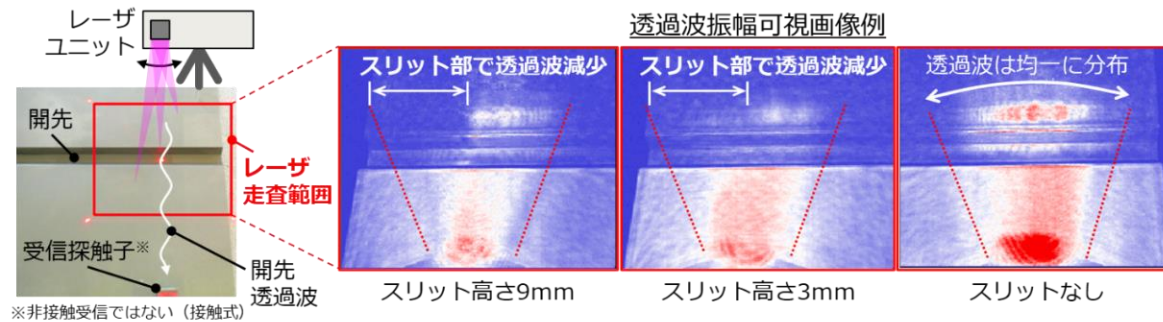 レーザ
ユニット
開先
レーザ
走査範囲
受信探触子※
開先
透過波
※非接触受信ではない（接触式）
透過波振幅可視画像例
スリット部で透過波減少
スリット部で透過波減少
透過波は均一に分布
スリット高さ9mm
スリット高さ3mm
スリットなし